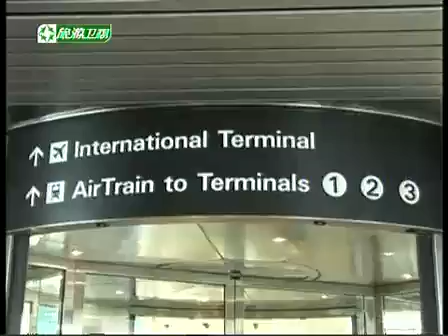 旅游卫视
International Terminal
AirTrain to Terminals 1 2 3